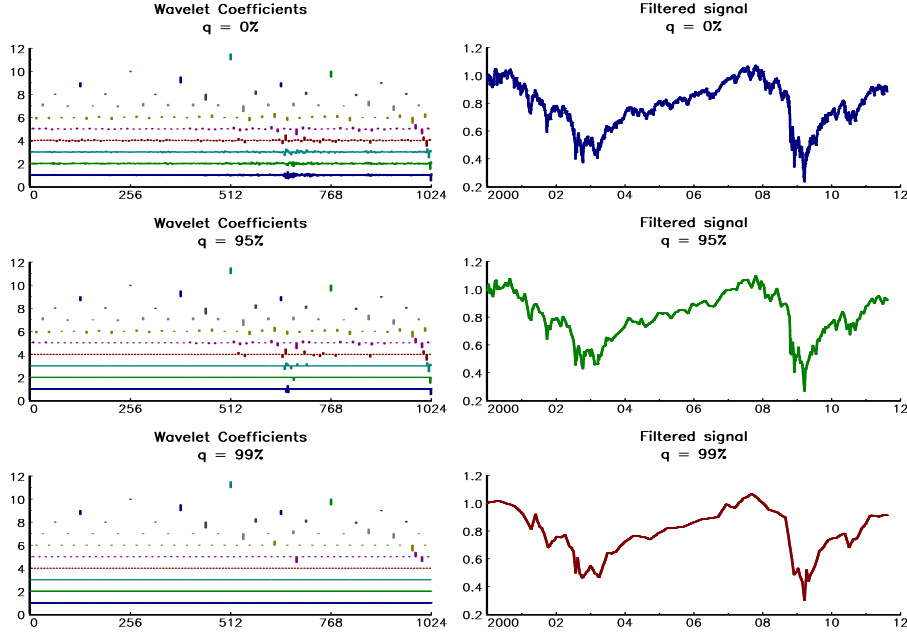 Wavelet Coefficients
q = 0%
12
10
8
6
4
2
0
0 256 512 768 1024
Filtered signal
q = 0%
1.2
1.0
0.8
0.6
0.4
0.2
2000 02 04 06 08 10 12
Wavelet Coefficients
q = 95%
12
10
8
6
4
2
0
0 256 512 768 1024
Filtered signal
q = 95%
1.2
1.0
0.8
0.6
0.4
0.2
2000 02 04 06 08 10 12
Wavelet Coefficients
q = 99%
12
10
8
6
4
2
0
0 256 512 768 1024
Filtered signal
q = 99%
1.2
1.0
0.8
0.6
0.4
0.2
2000 02 04 06 08 10 12